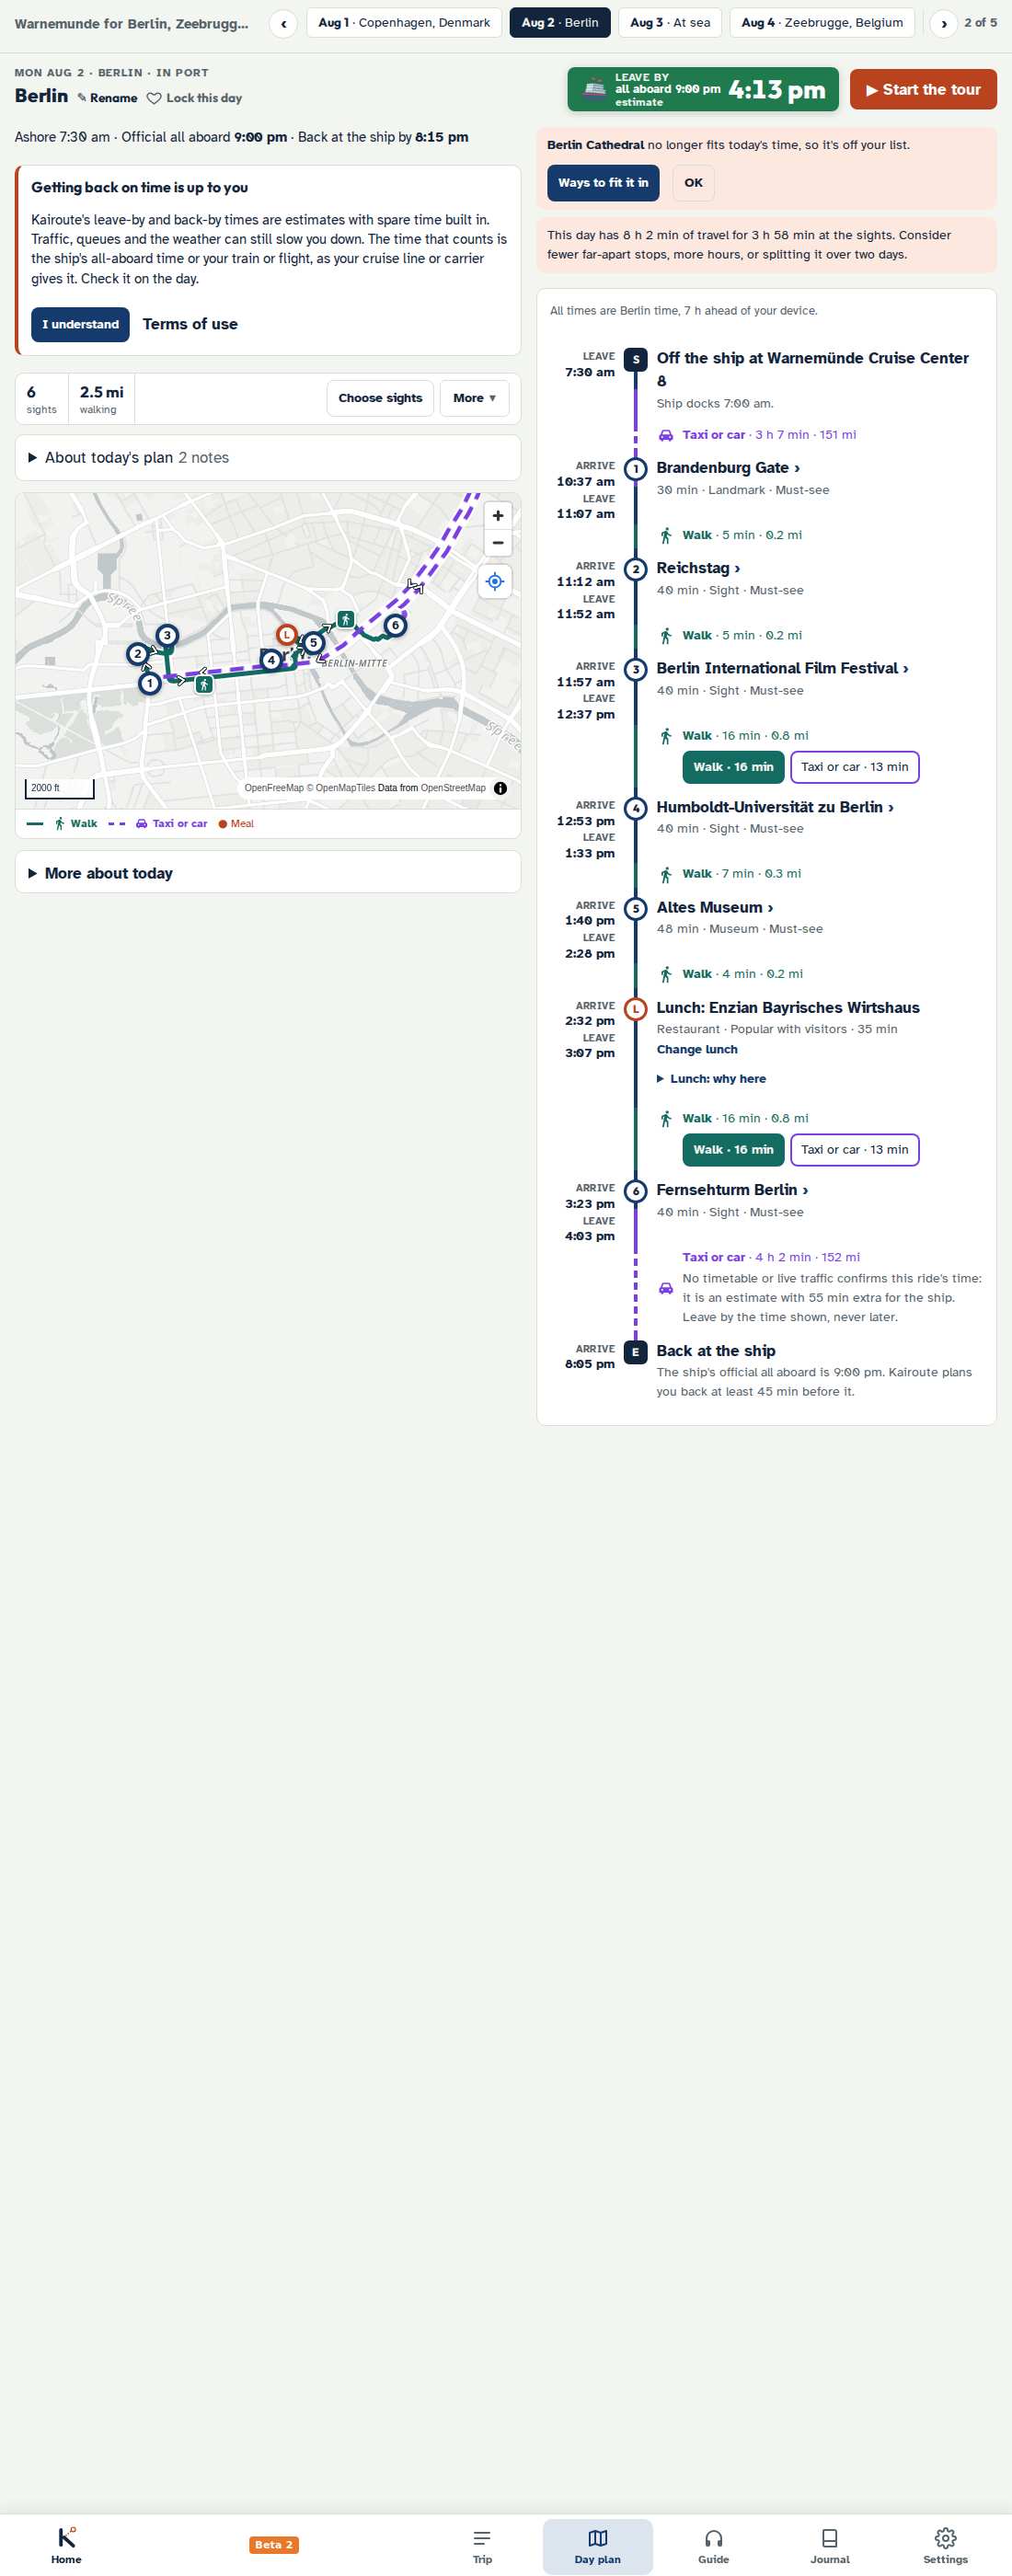 Warnemunde for Berlin, Zeebrugg...
‹
Aug 1 · Copenhagen, Denmark
Aug 2 · Berlin
Aug 3 · At sea
Aug 4 · Zeebrugge, Belgium
›
2 of 5
MON AUG 2 · BERLIN · IN PORT
Berlin ✎ Rename Lock this day
LEAVE BY
all aboard 9:00 pm
estimate
4:13 pm
▶ Start the tour
Ashore 7:30 am · Official all aboard 9:00 pm · Back at the ship by 8:15 pm
Getting back on time is up to you
Kairoute's leave-by and back-by times are estimates with spare time built in.
Traffic, queues and the weather can still slow you down. The time that counts is
the ship's all-aboard time or your train or flight, as your cruise line or carrier
gives it. Check it on the day.
I understand
Terms of use
6
sights
2.5 mi
walking
Choose sights
More ▼
▶ About today's plan 2 notes
Spree
BERLIN-MITTE
Spree
1
2
3
4
5
6
L
+
−
2000 ft
OpenFreeMap © OpenMapTiles Data from OpenStreetMap
Walk
Taxi or car
Meal
▶ More about today
Berlin Cathedral no longer fits today's time, so it's off your list.
Ways to fit it in
OK
This day has 8 h 2 min of travel for 3 h 58 min at the sights. Consider
fewer far-apart stops, more hours, or splitting it over two days.
All times are Berlin time, 7 h ahead of your device.
LEAVE
7:30 am
S
Off the ship at Warnemünde Cruise Center
8
Ship docks 7:00 am.
Taxi or car · 3 h 7 min · 151 mi
ARRIVE
10:37 am
LEAVE
11:07 am
1
Brandenburg Gate ›
30 min · Landmark · Must-see
Walk · 5 min · 0.2 mi
ARRIVE
11:12 am
LEAVE
11:52 am
2
Reichstag ›
40 min · Sight · Must-see
Walk · 5 min · 0.2 mi
ARRIVE
11:57 am
LEAVE
12:37 pm
3
Berlin International Film Festival ›
40 min · Sight · Must-see
Walk · 16 min · 0.8 mi
Walk · 16 min
Taxi or car · 13 min
ARRIVE
12:53 pm
LEAVE
1:33 pm
4
Humboldt-Universität zu Berlin ›
40 min · Sight · Must-see
Walk · 7 min · 0.3 mi
ARRIVE
1:40 pm
LEAVE
2:28 pm
5
Altes Museum ›
48 min · Museum · Must-see
Walk · 4 min · 0.2 mi
ARRIVE
2:32 pm
LEAVE
3:07 pm
L
Lunch: Enzian Bayrisches Wirtshaus
Restaurant · Popular with visitors · 35 min
Change lunch
▶ Lunch: why here
Walk · 16 min · 0.8 mi
Walk · 16 min
Taxi or car · 13 min
ARRIVE
3:23 pm
LEAVE
4:03 pm
6
Fernsehturm Berlin ›
40 min · Sight · Must-see
Taxi or car · 4 h 2 min · 152 mi
No timetable or live traffic confirms this ride's time:
it is an estimate with 55 min extra for the ship.
Leave by the time shown, never later.
ARRIVE
8:05 pm
E
Back at the ship
The ship's official all aboard is 9:00 pm. Kairoute plans
you back at least 45 min before it.
Home
Beta 2
Trip
Day plan
Guide
Journal
Settings